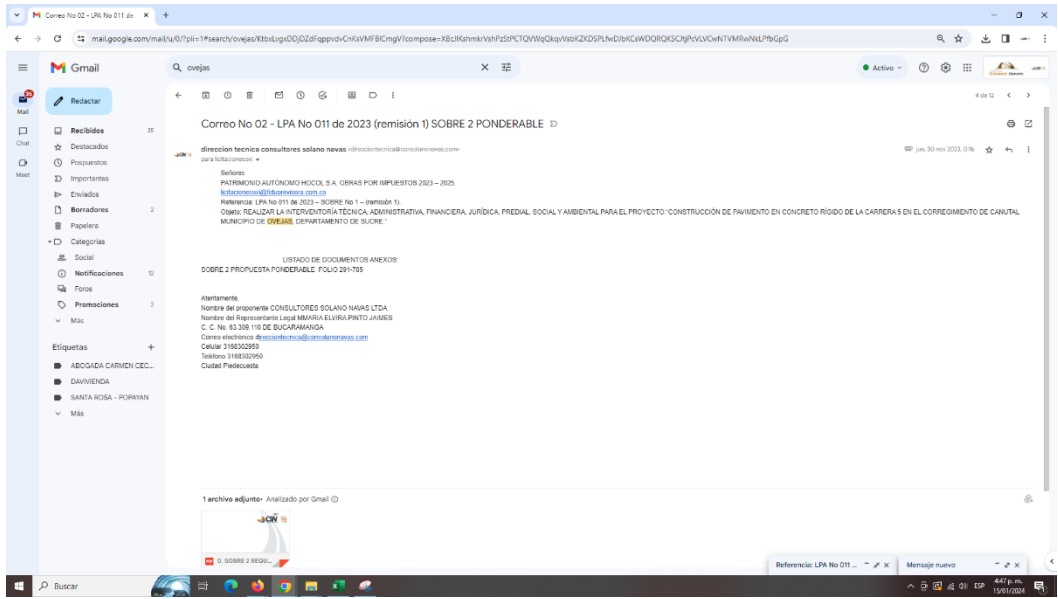 Correo No 02 - LPA No 011 de
mail.google.com/mail/u/0/?pli=1#search/ovejas/
Gmail
ovejas
Activo
Mail
35
Redactar
4 de 12
Chat
Meet
Recibidos 35
Destacados
Pospuestos
Importantes
Enviados
Borradores 2
Papelera
Categorías
Social
Notificaciones 12
Foros
Promociones 2
Más
Etiquetas
ABOGADA CARMEN CEC...
DAVIVIENDA
SANTA ROSA – POPAYAN
Más
Correo No 02 - LPA No 011 de 2023 (remisión 1) SOBRE 2 PONDERABLE
direccion tecnica consultores solano navas <direcciontecnica@consolanonavas.com>
jue, 30 nov 2023, 0:16
para licitacionesoxi
Señores
PATRIMONIO AUTÓNOMO HOCOL S.A. OBRAS POR IMPUESTOS 2023 – 2025.
licitacionesoxi@fiduprevisora.com.co
Referencia: LPA No 011 de 2023 – SOBRE No 1 – (remisión 1).
Objeto: REALIZAR LA INTERVENTORÍA TÉCNICA, ADMINISTRATIVA, FINANCIERA, JURÍDICA, PREDIAL, SOCIAL Y AMBIENTAL PARA EL PROYECTO:"CONSTRUCCIÓN DE PAVIMENTO EN CONCRETO RÍGIDO DE LA CARRERA 5 EN EL CORREGIMIENTO DE CANUTAL
MUNICIPIO DE OVEJAS, DEPARTAMENTO DE SUCRE."
LISTADO DE DOCUMENTOS ANEXOS:
SOBRE 2 PROPUESTA PONDERABLE FOLIO 291-785
Atentamente,
Nombre del proponente CONSULTORES SOLANO NAVAS LTDA
Nombre del Representante Legal MMARIA ELVIRA PINTO JAIMES
C. C. No. 63.309.110 DE BUCARAMANGA
Correo electrónico direcciontecnica@consolanonavas.com
Celular 3168302950
Teléfono 3168302950
Ciudad Piedecuesta
1 archivo adjunto • Analizado por Gmail
CSN
PDF 0. SOBRE 2 REQU...
Referencia: LPA No 011 ...
Mensaje nuevo
Buscar
ESP
4:47 p. m.
15/01/2024